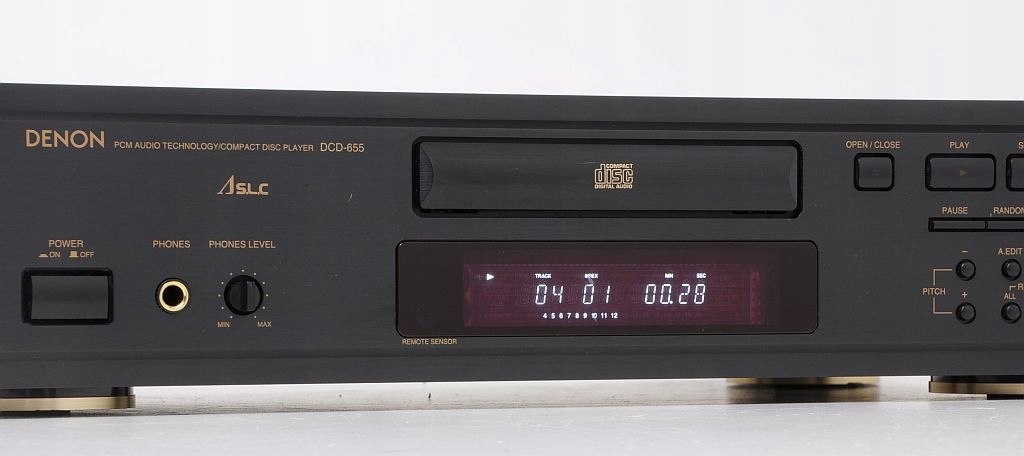 DENON PCM AUDIO TECHNOLOGY/COMPACT DISC PLAYER DCD-655
A S.L.C
POWER
ON OFF
PHONES
PHONES LEVEL
MIN MAX
COMPACT
disc
DIGITAL AUDIO
TRACK INDEX MIN SEC
04 01 00.28
4 5 6 7 8 9 10 11 12
REMOTE SENSOR
OPEN / CLOSE
PLAY
PAUSE
RANDOM
PITCH
−
+
A.EDIT
ALL